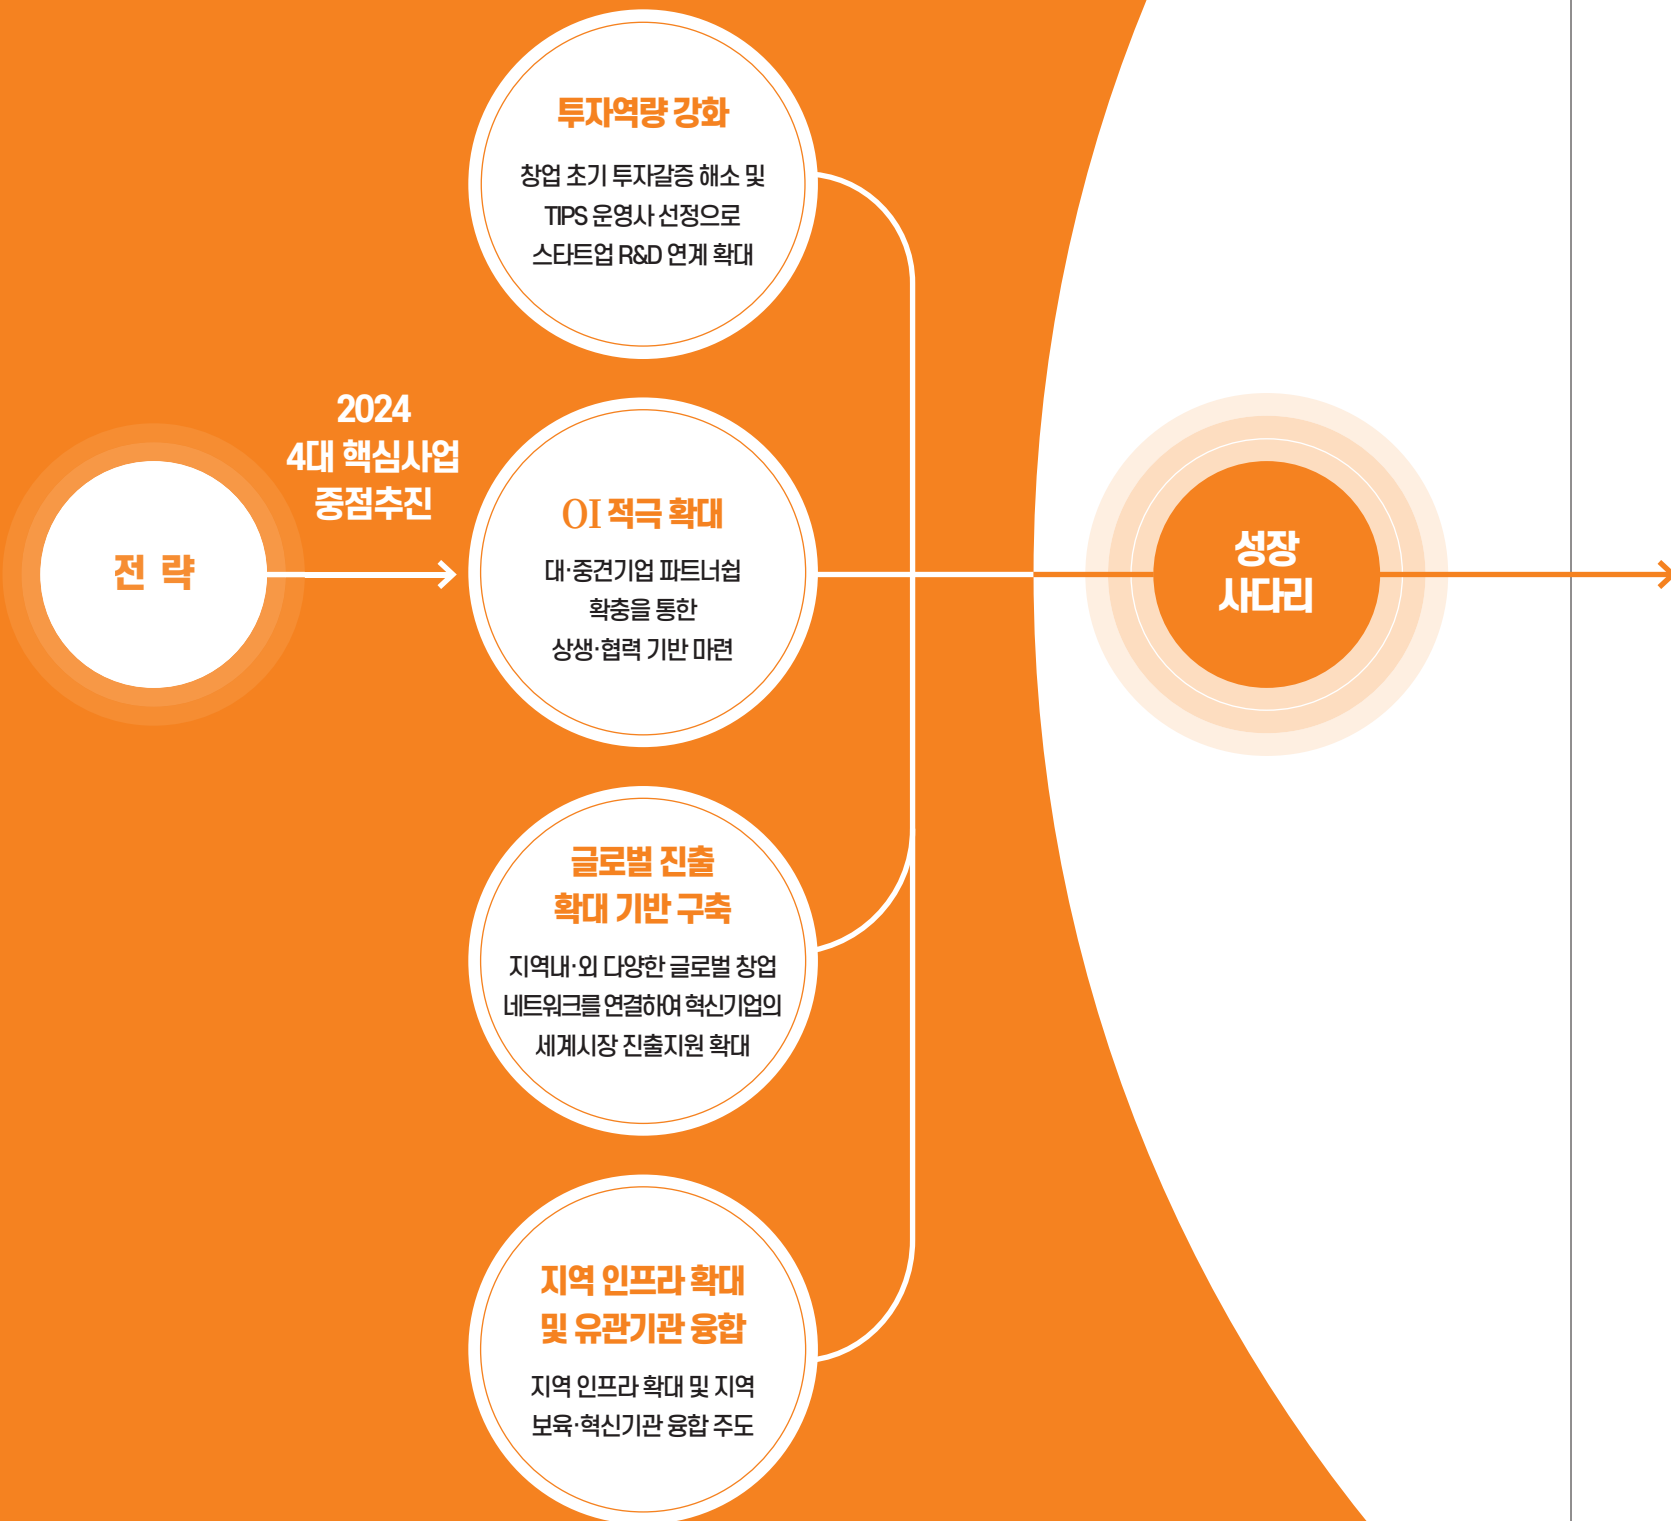 전 략
2024
4대 핵심사업
중점추진
투자역량 강화
창업 초기 투자갈증 해소 및
TIPS 운영사 선정으로
스타트업 R&D 연계 확대
OI 적극 확대
대·중견기업 파트너쉽
확충을 통한
상생·협력 기반 마련
글로벌 진출
확대 기반 구축
지역내·외 다양한 글로벌 창업
네트워크를 연결하여 혁신기업의
세계시장 진출지원 확대
지역 인프라 확대
및 유관기관 융합
지역 인프라 확대 및 지역
보육·혁신기관 융합 주도
성장
사다리